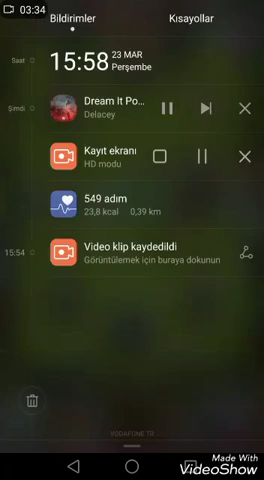 03:34
Bildirimler
Kısayollar
Saat
15:58
23 MAR
Perşembe
Şimdi
Dream It Po...
Delacey
Kayıt ekranı
HD modu
549 adım
23,8 kcal 0,39 km
15:54
Video klip kaydedildi
Görüntülemek için buraya dokunun
VODAFONE TR
Made With
VideoShow